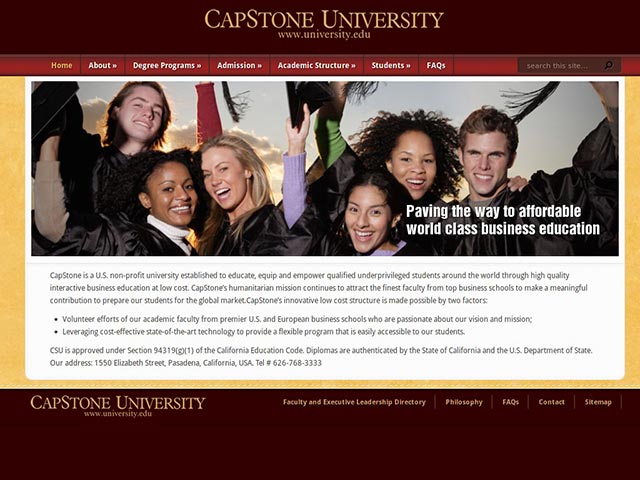 CAPSTONE UNIVERSITY
www.university.edu
Home About » Degree Programs » Admission » Academic Structure » Students » FAQs search this site...
Paving the way to affordable
world class business education
CapStone is a U.S. non-profit university established to educate, equip and empower qualified underprivileged students around the world through high quality
interactive business education at low cost. CapStone's humanitarian mission continues to attract the finest faculty from top business schools to make a meaningful
contribution to prepare our students for the global market.CapStone's innovative low cost structure is made possible by two factors:
• Volunteer efforts of our academic faculty from premier U.S. and European business schools who are passionate about our vision and mission;
• Leveraging cost-effective state-of-the-art technology to provide a flexible program that is easily accessible to our students.
CSU is approved under Section 94319(g)(1) of the California Education Code. Diplomas are authenticated by the State of California and the U.S. Department of State.
Our address: 1550 Elizabeth Street, Pasadena, California, USA. Tel # 626-768-3333
CAPSTONE UNIVERSITY
www.university.edu
Faculty and Executive Leadership Directory Philosophy FAQs Contact Sitemap